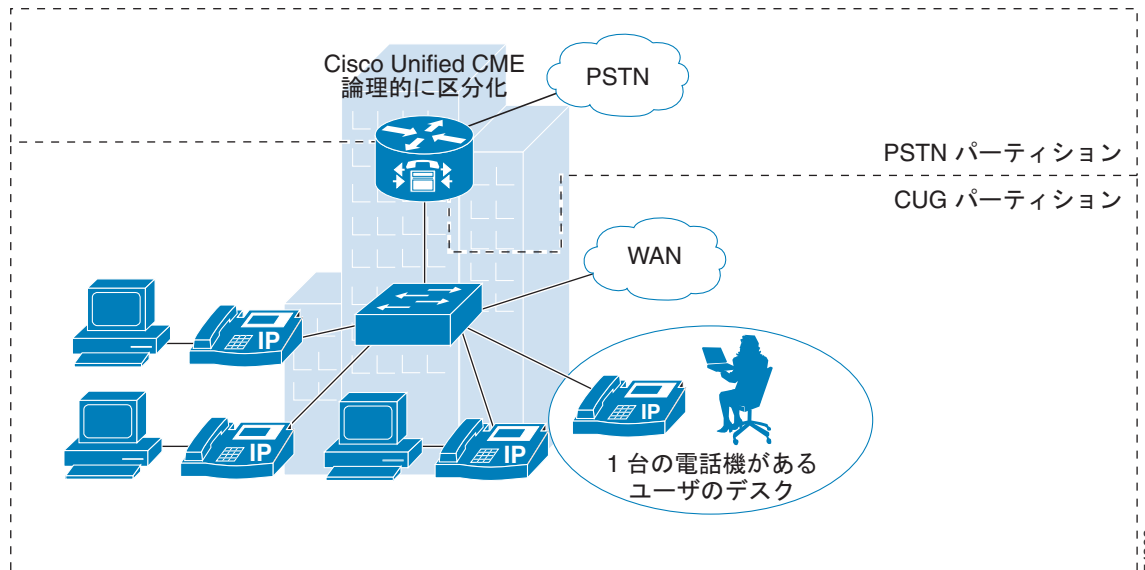 Cisco Unified CME
論理的に区分化
PSTN
PSTN パーティション
CUG パーティション
WAN
IP
IP
IP
IP
1 台の電話機がある
ユーザのデスク